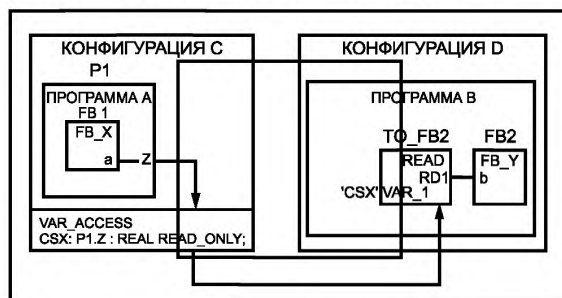 КОНФИГУРАЦИЯ C
P1
ПРОГРАММА A
FB 1
FB_X
a
Z
VAR_ACCESS
CSX: P1.Z : REAL READ_ONLY;
КОНФИГУРАЦИЯ D
ПРОГРАММА B
TO_FB2
FB2
READ
FB_Y
RD1
b
'CSX' VAR_1